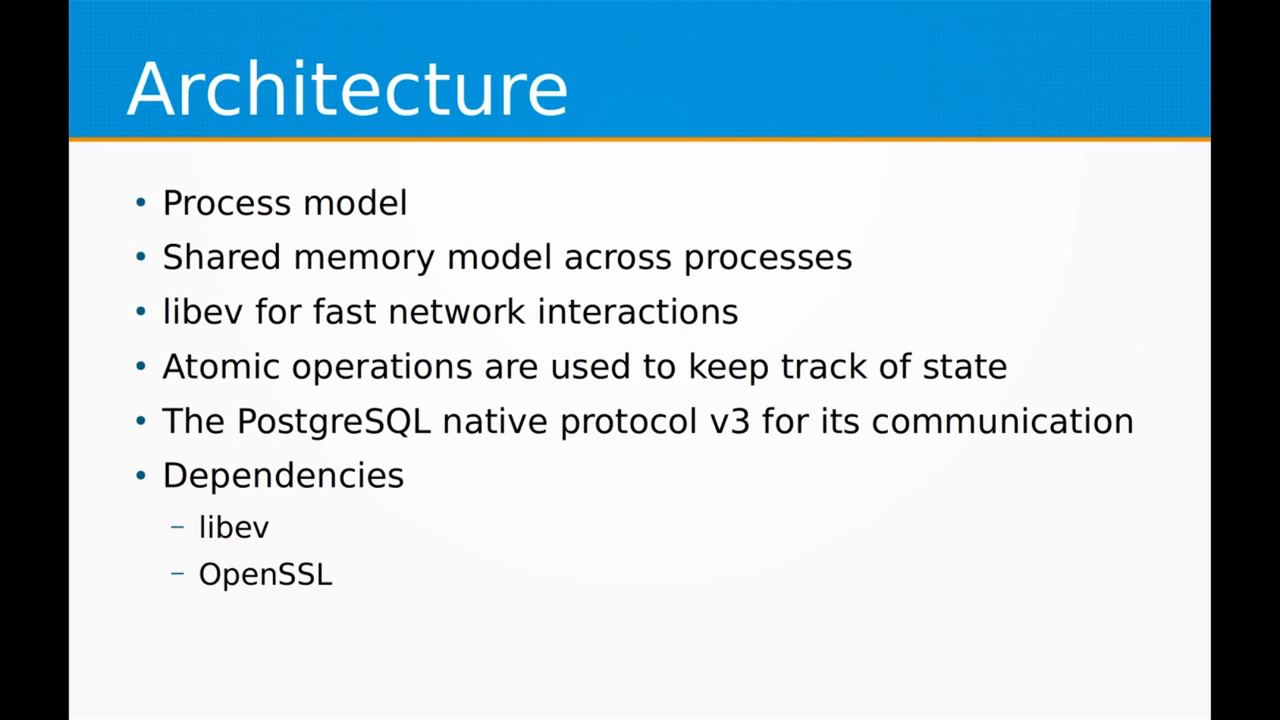 Architecture
• Process model
• Shared memory model across processes
• libev for fast network interactions
• Atomic operations are used to keep track of state
• The PostgreSQL native protocol v3 for its communication
• Dependencies
– libev
– OpenSSL